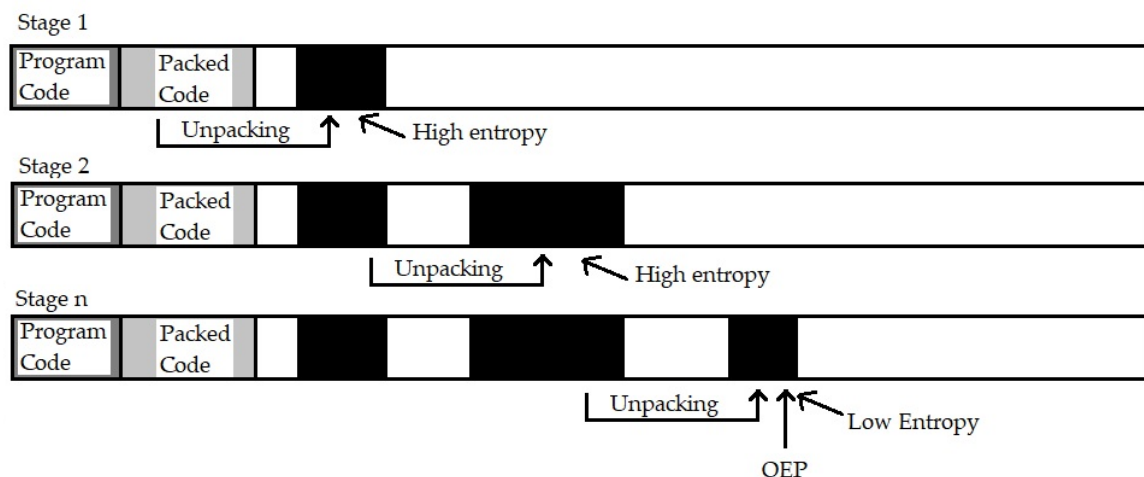 Stage 1
Program
Code
Packed
Code
Unpacking
High entropy
Stage 2
Program
Code
Packed
Code
Unpacking
High entropy
Stage n
Program
Code
Packed
Code
Unpacking
Low Entropy
OEP